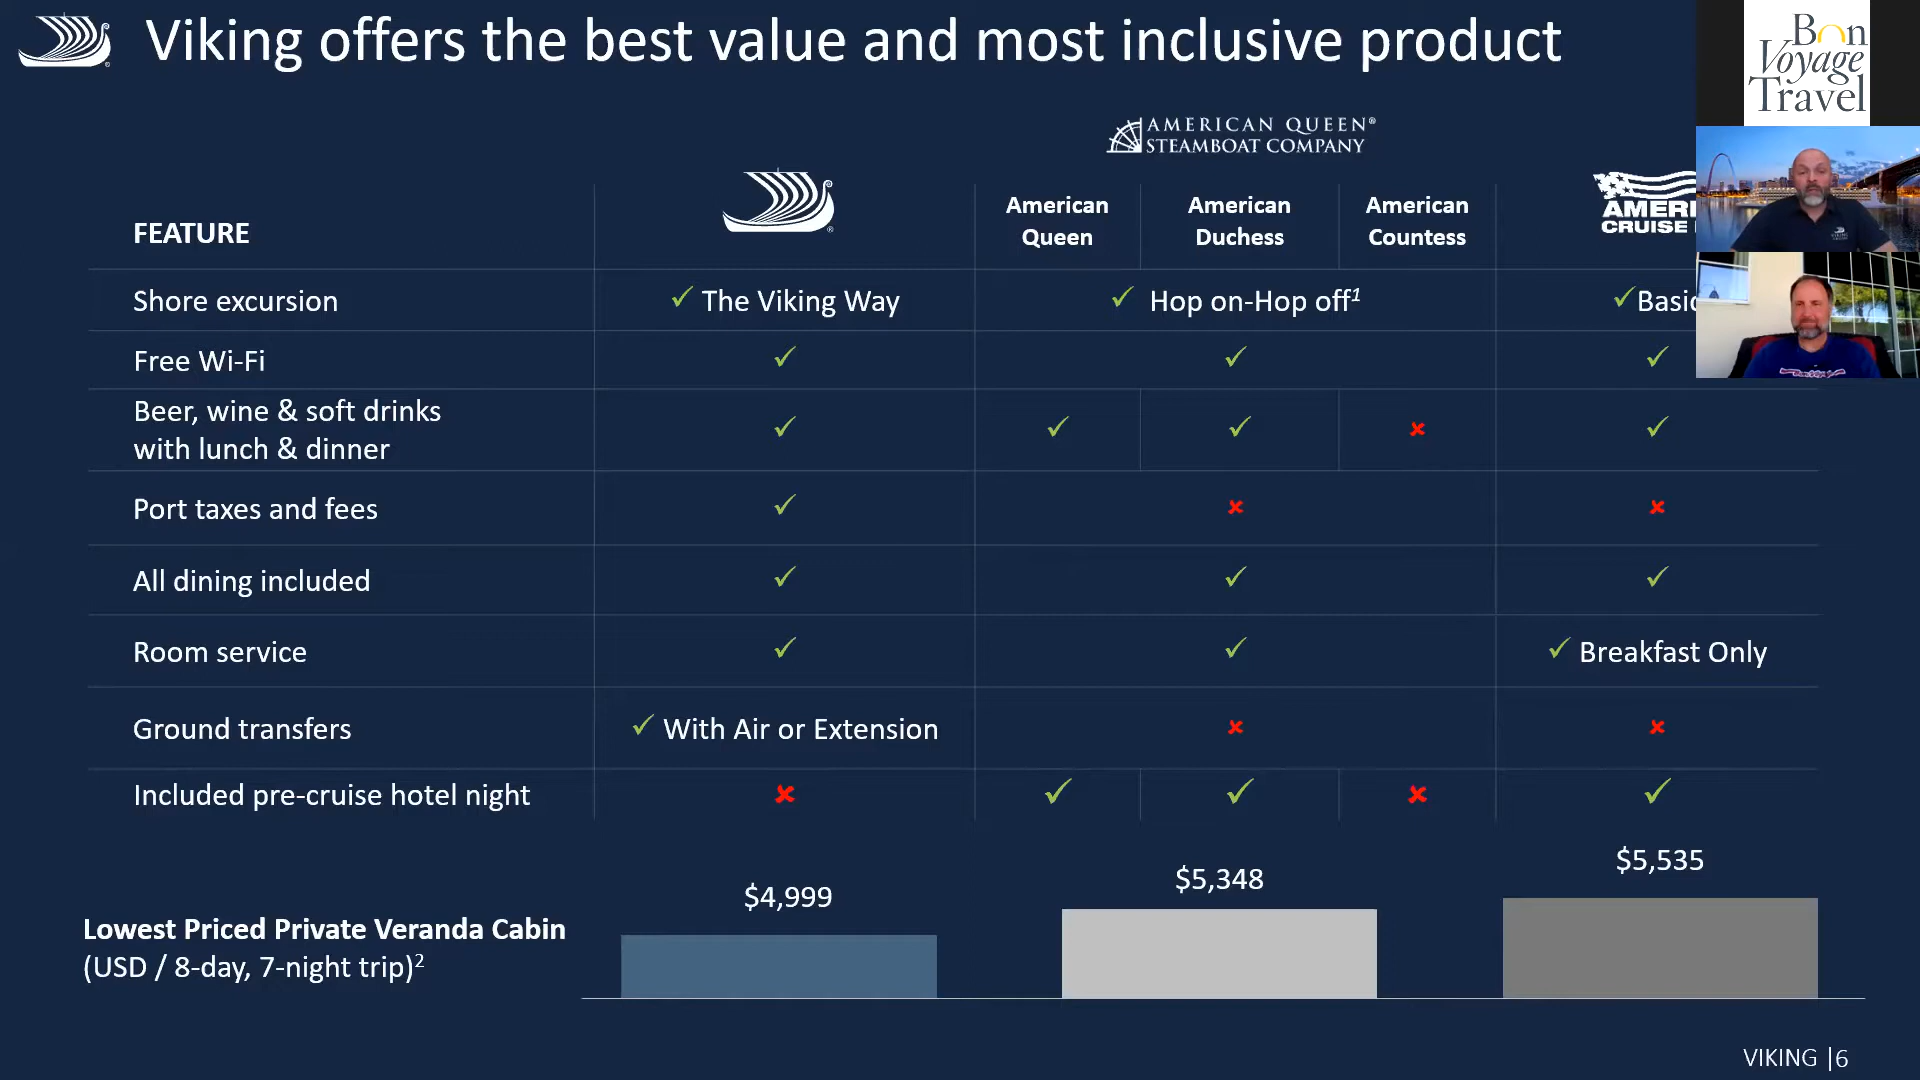 Viking offers the best value and most inclusive product
Bon
Voyage
Travel
AMERICAN QUEEN®
STEAMBOAT COMPANY
FEATURE
American
Queen
American
Duchess
American
Countess
AMERI
CRUISE
Shore excursion
✓ The Viking Way
✓ Hop on-Hop off¹
✓ Basic
Free Wi-Fi
✓
✓
✓
Beer, wine & soft drinks
with lunch & dinner
✓
✓
✓
✘
✓
Port taxes and fees
✓
✘
✘
All dining included
✓
✓
✓
Room service
✓
✓
✓ Breakfast Only
Ground transfers
✓ With Air or Extension
✘
✘
Included pre-cruise hotel night
✘
✓
✓
✘
✓
$4,999
$5,348
$5,535
Lowest Priced Private Veranda Cabin
(USD / 8-day, 7-night trip)²
VIKING |6